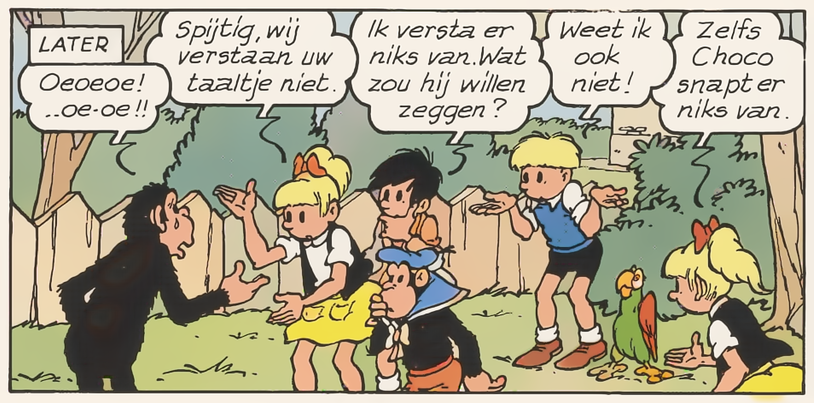 LATER
Oeoeoe!
..oe-oe!!
Spijtig, wij
verstaan uw
taaltje niet.
Ik versta er
niks van. Wat
zou hij willen
zeggen?
Weet ik
ook
niet!
Zelfs
Choco
snapt er
niks van.